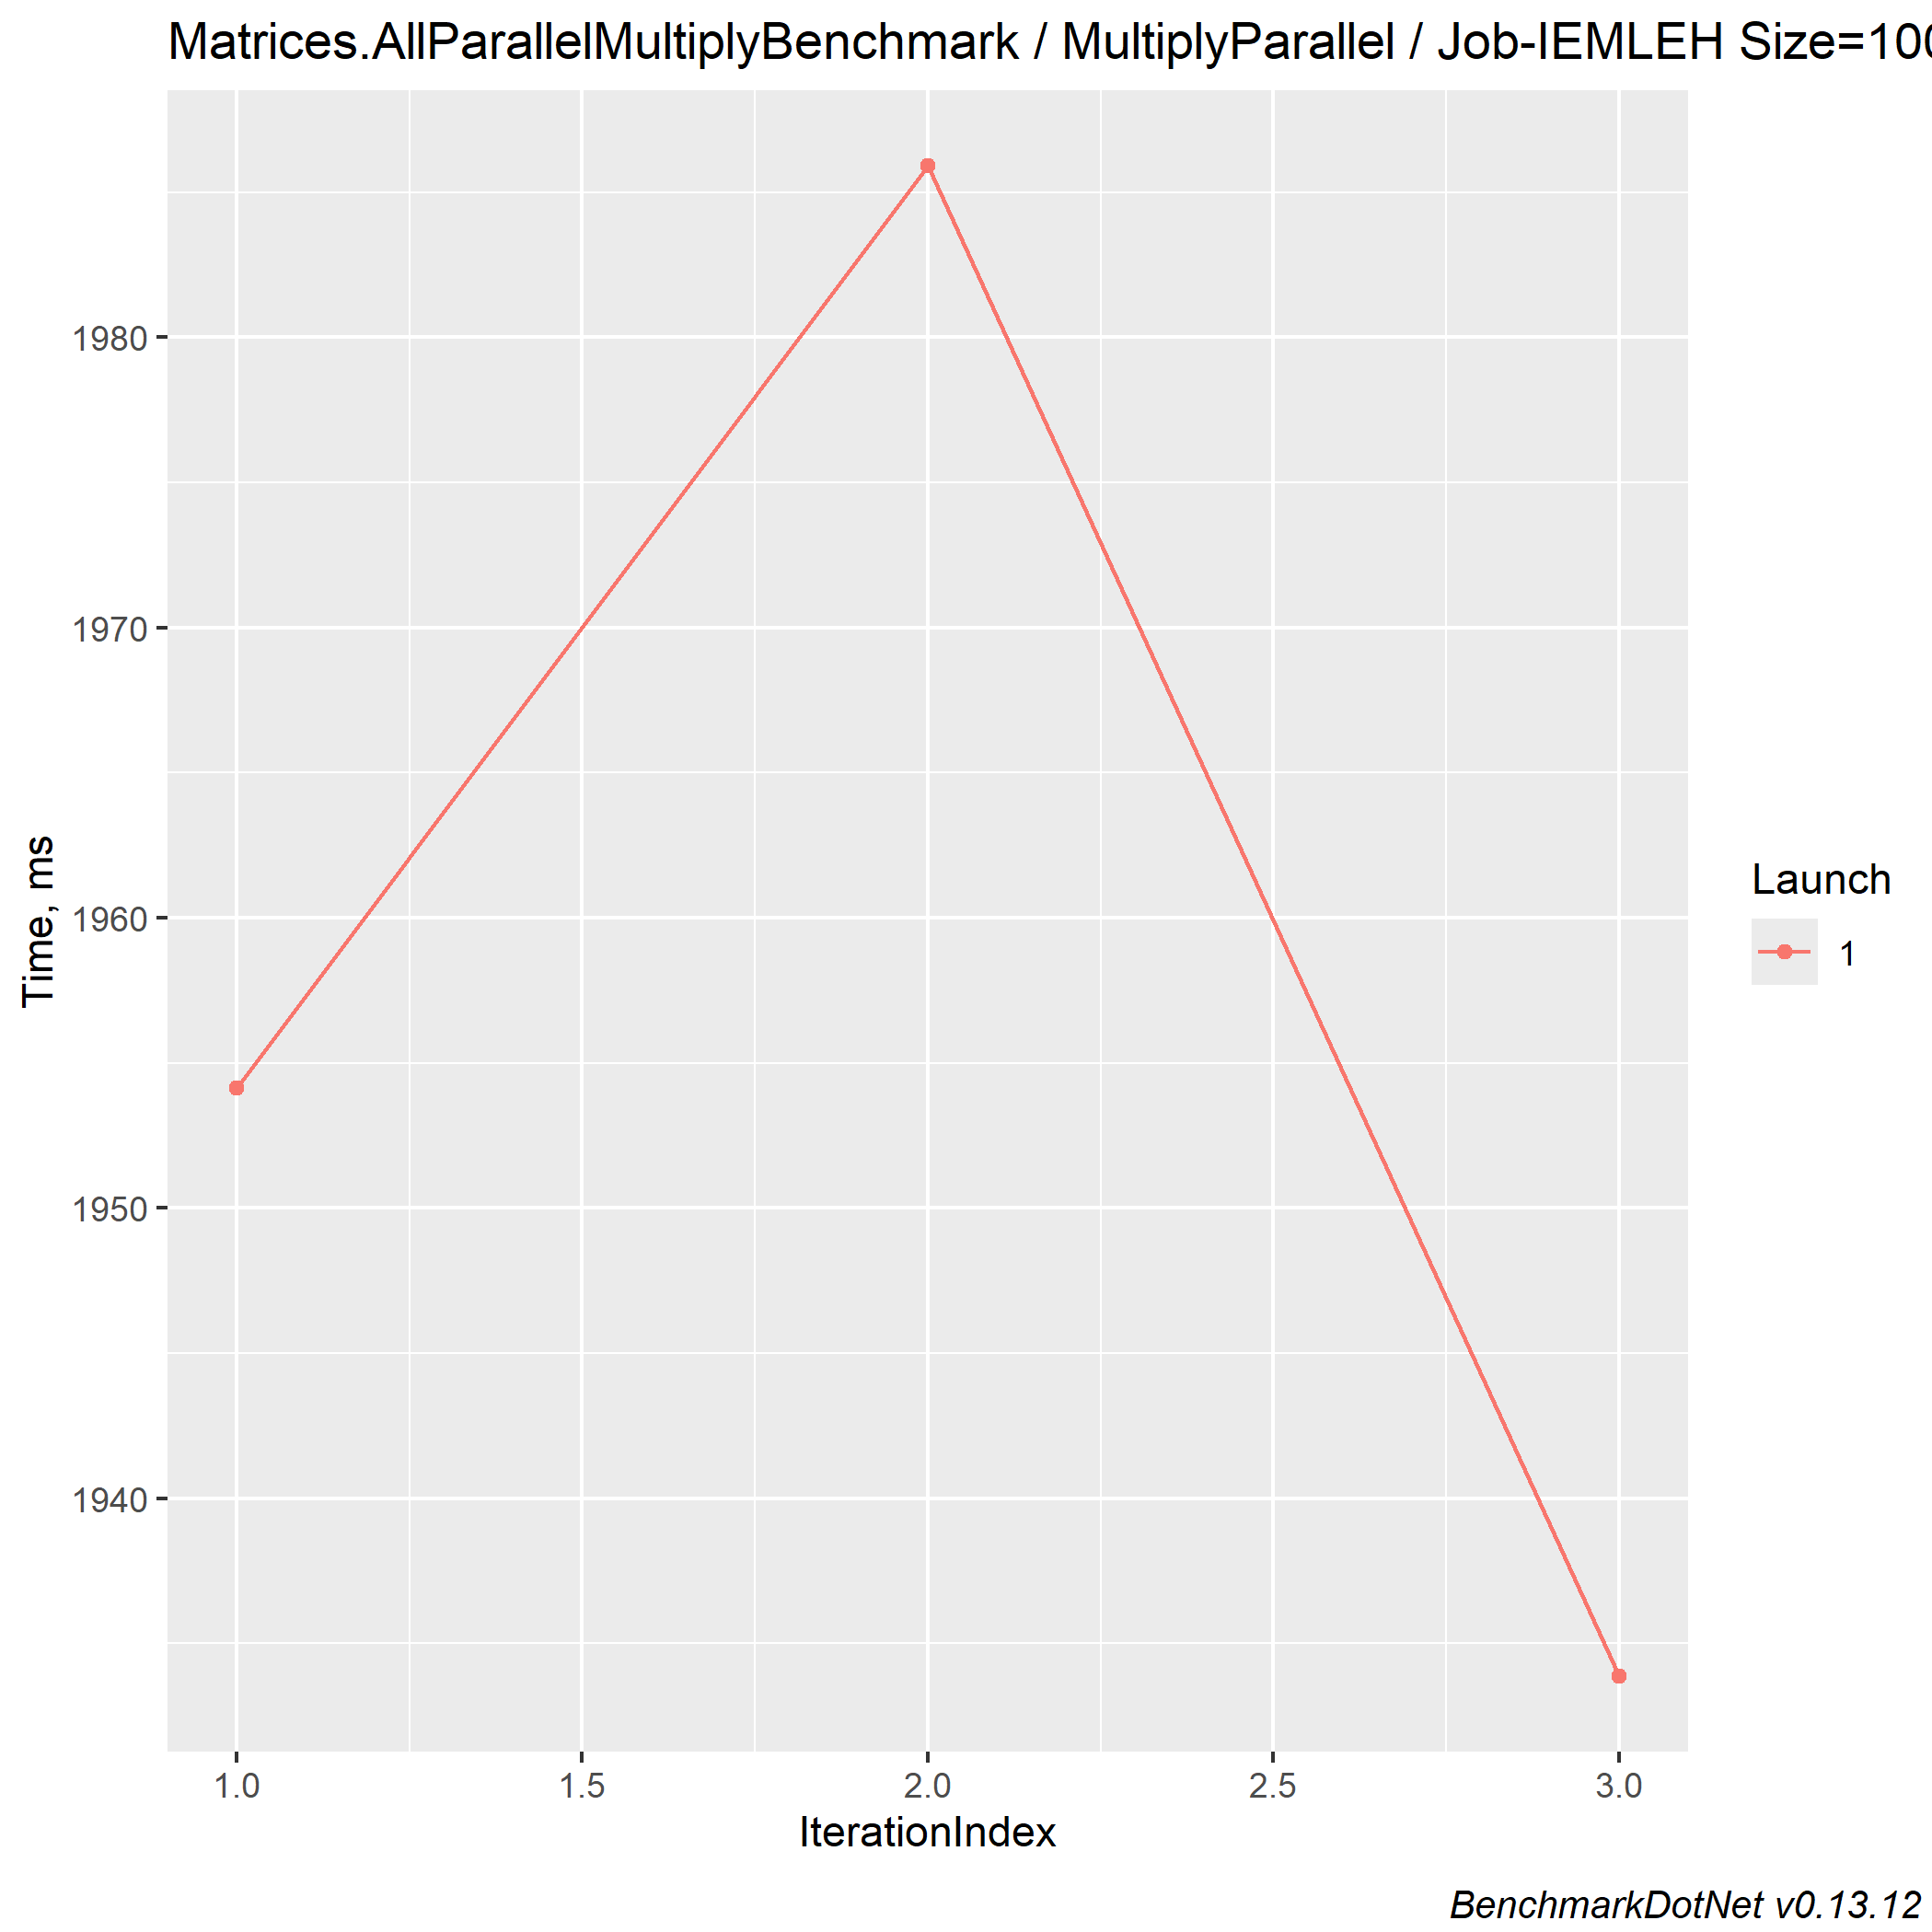 Matrices.AllParallelMultiplyBenchmark / MultiplyParallel / Job-IEMLEH Size=100
1980
1970
1960
1950
1940
Time, ms
1.0 1.5 2.0 2.5 3.0
IterationIndex
Launch
1
BenchmarkDotNet v0.13.12